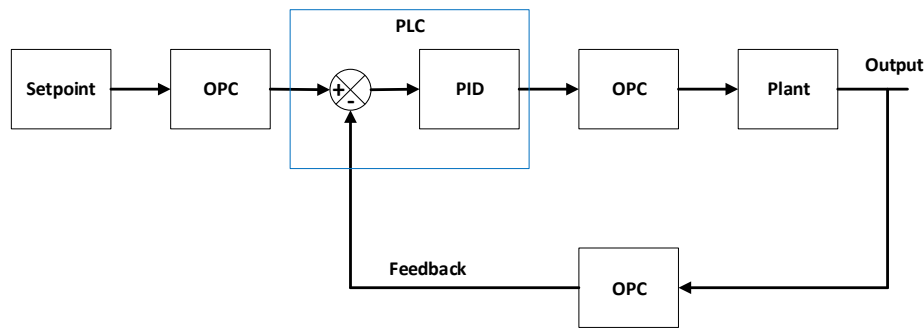 PLC
Setpoint
OPC
+
-
PID
OPC
Plant
Output
Feedback
OPC